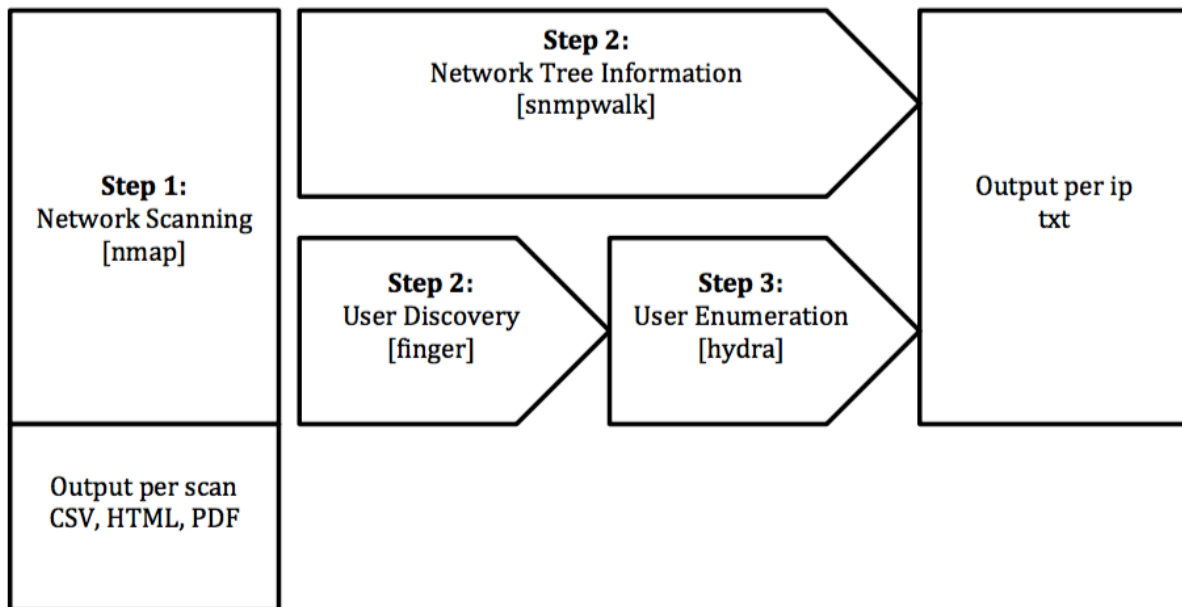 Step 1:
Network Scanning
[nmap]
Output per scan
CSV, HTML, PDF
Step 2:
Network Tree Information
[snmpwalk]
Step 2:
User Discovery
[finger]
Step 3:
User Enumeration
[hydra]
Output per ip
txt